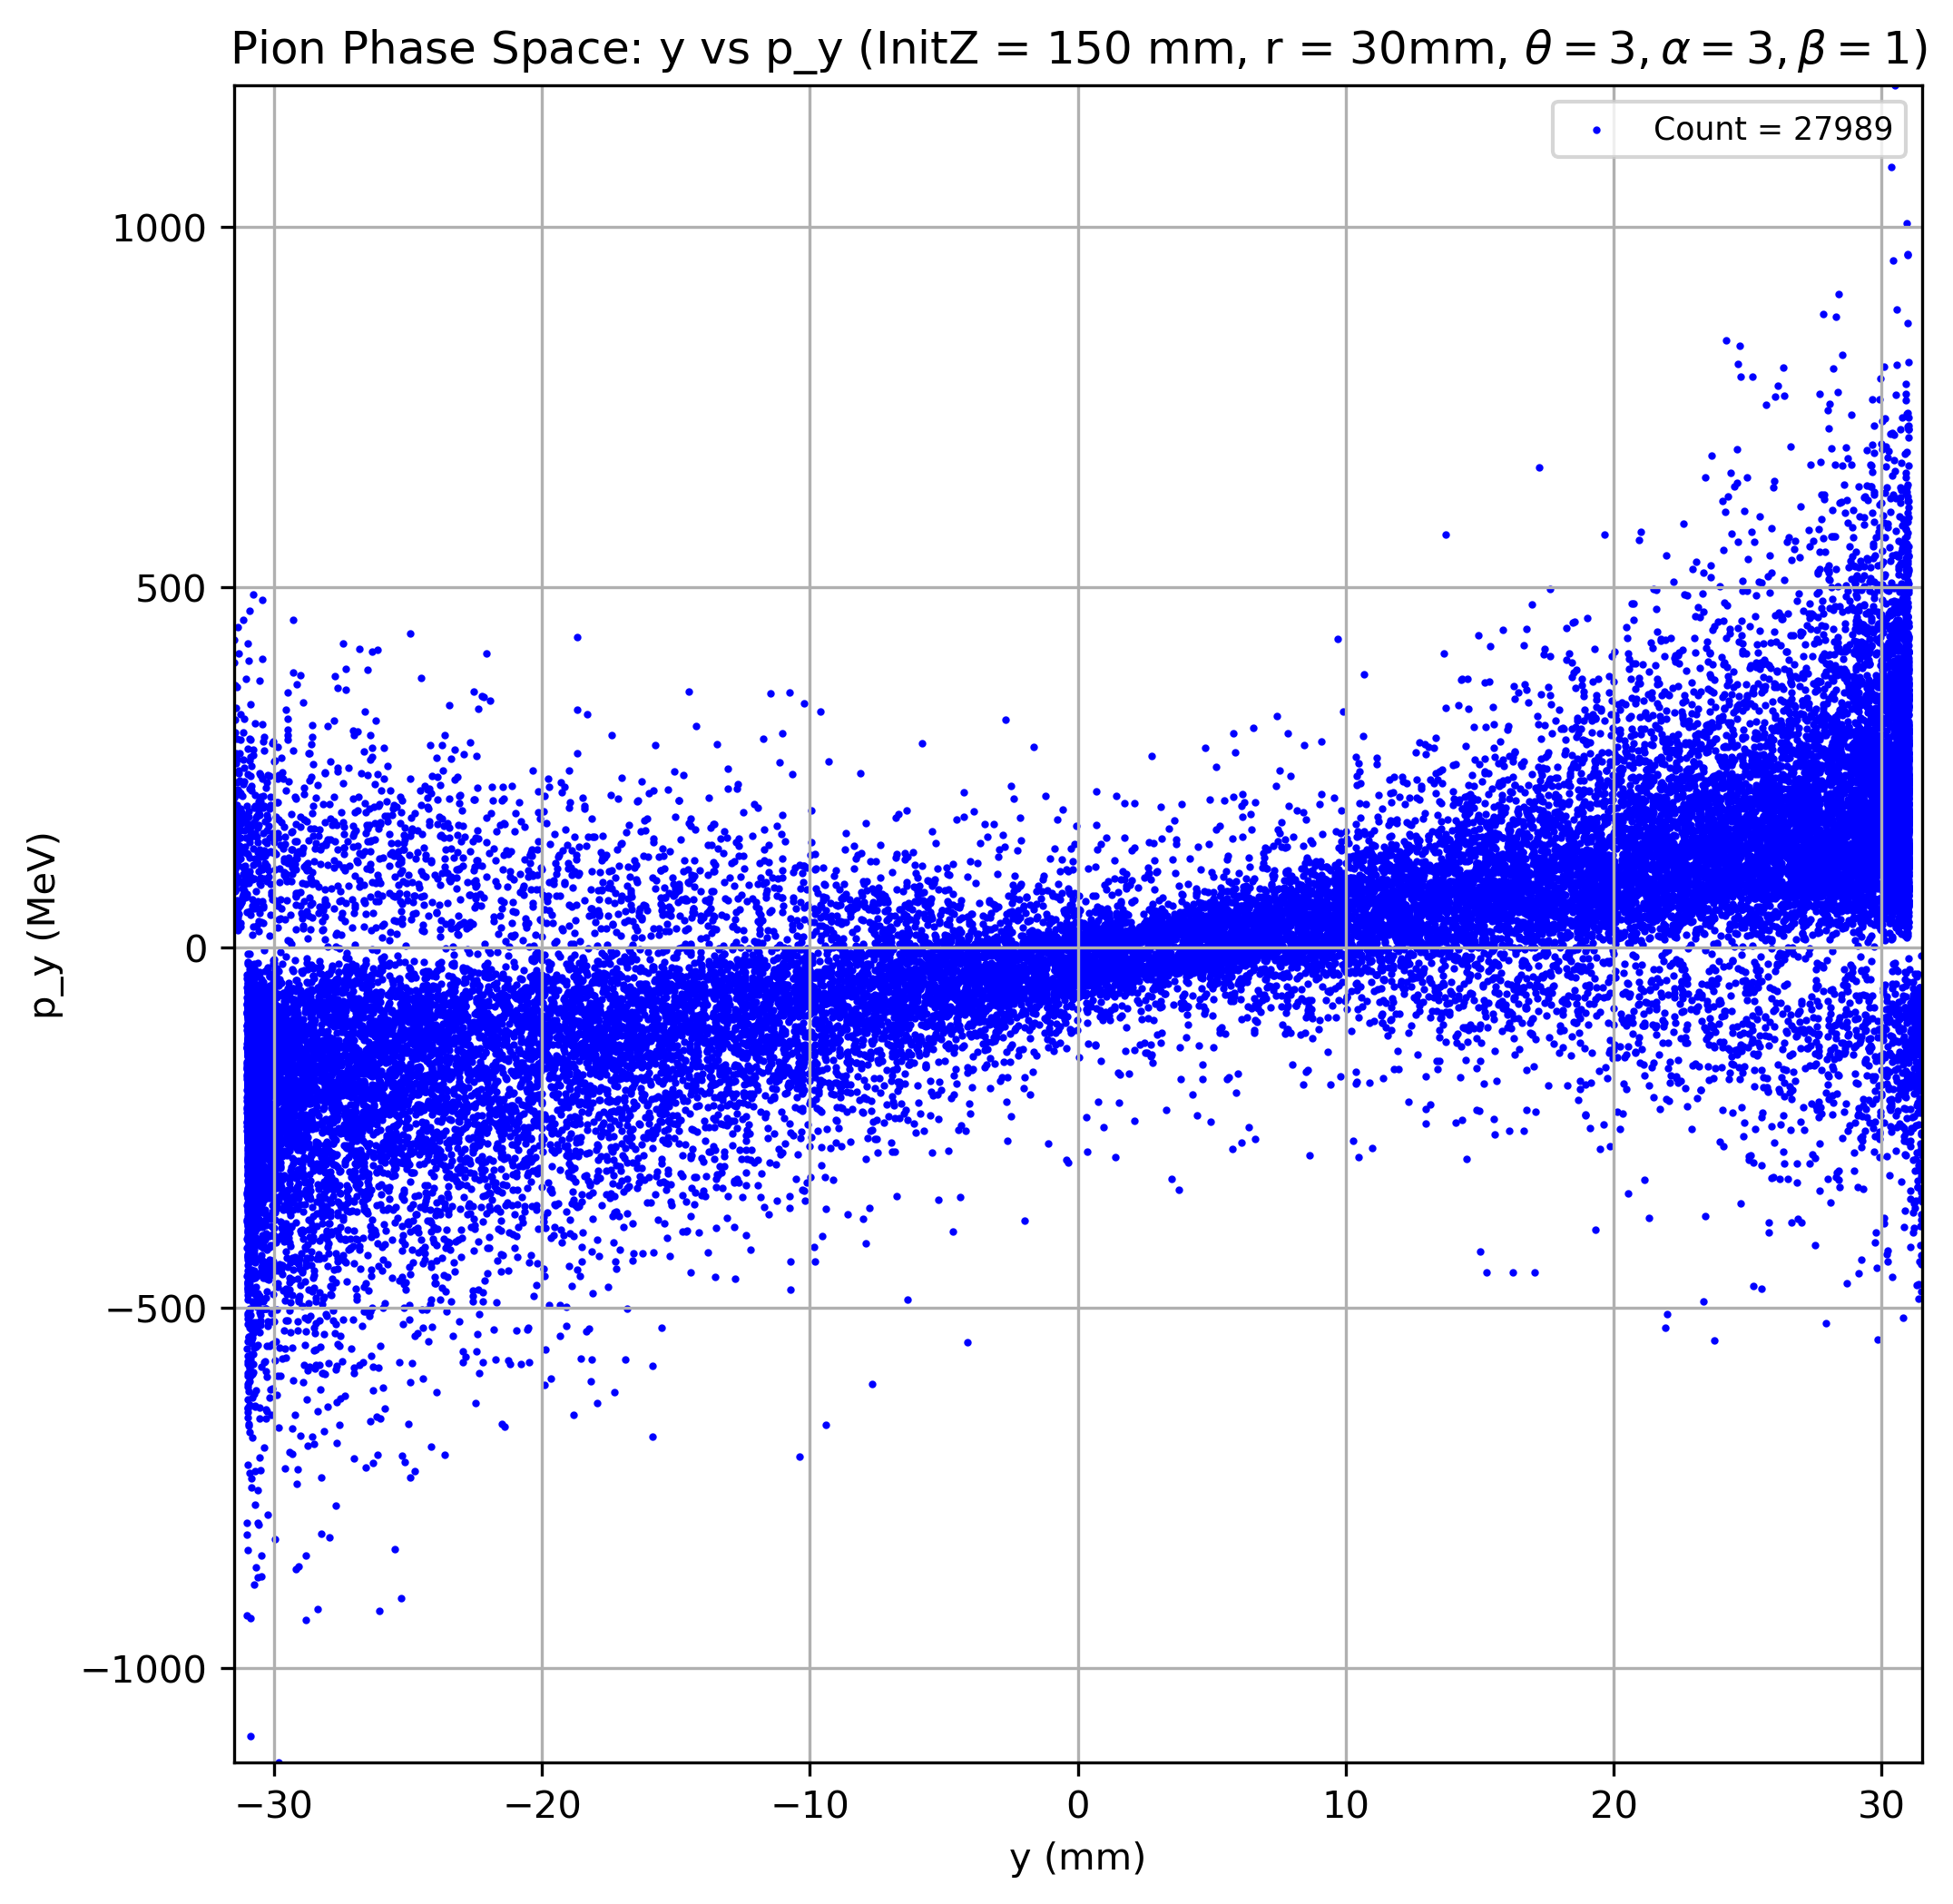 Pion Phase Space: y vs p_y (InitZ = 150 mm, r = 30mm, θ = 3, α = 3, β = 1)
Count = 27989
1000
500
0
−500
−1000
p_y (MeV)
−30 −20 −10 0 10 20 30
y (mm)